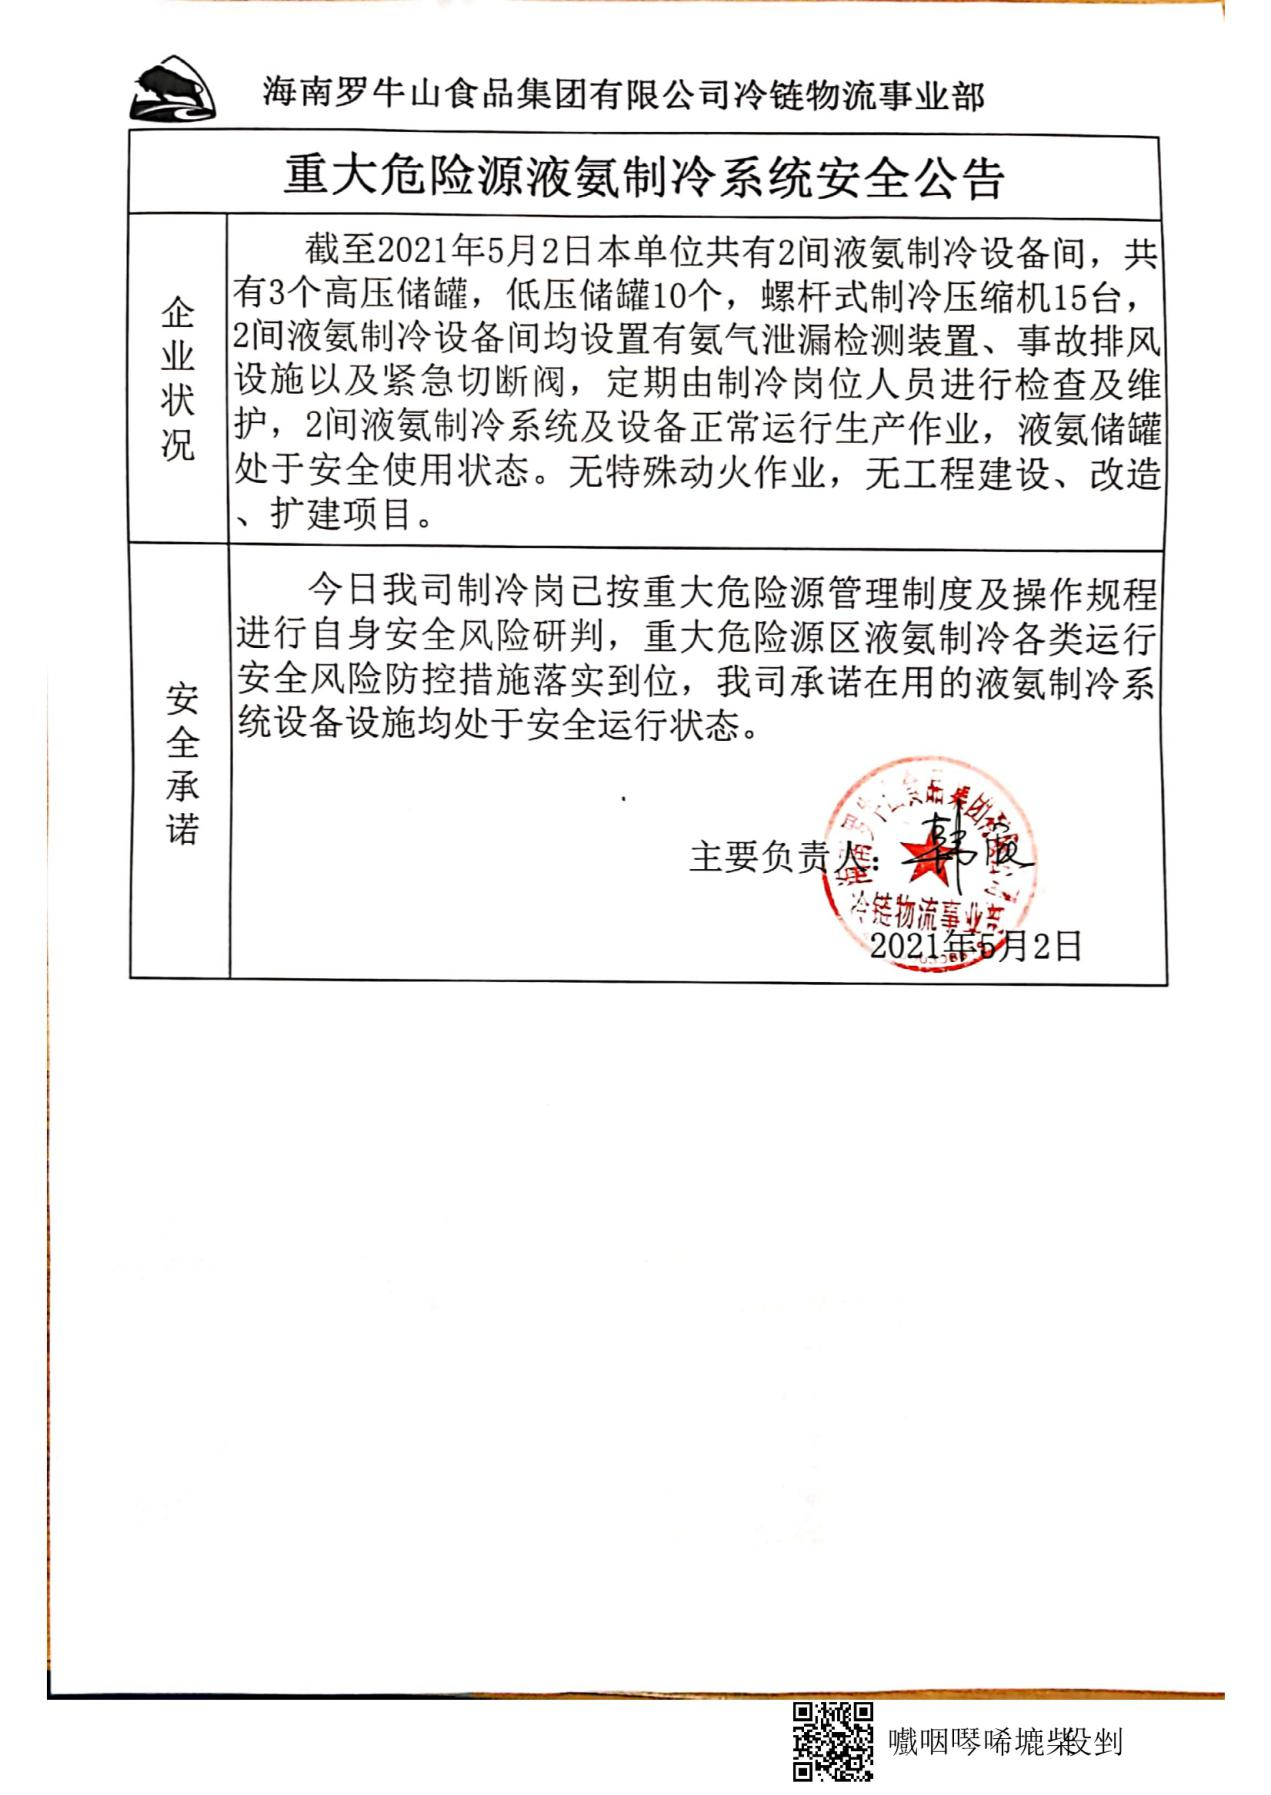 海南罗牛山食品集团有限公司冷链物流事业部
重大危险源液氨制冷系统安全公告
企业状况
截至2021年5月2日本单位共有2间液氨制冷设备间，共
有3个高压储罐，低压储罐10个，螺杆式制冷压缩机15台，
2间液氨制冷设备间均设置有氨气泄漏检测装置、事故排风
设施以及紧急切断阀，定期由制冷岗位人员进行检查及维
护，2间液氨制冷系统及设备正常运行生产作业，液氨储罐
处于安全使用状态。无特殊动火作业，无工程建设、改造
、扩建项目。
安全承诺
今日我司制冷岗已按重大危险源管理制度及操作规程
进行自身安全风险研判，重大危险源区液氨制冷各类运行
安全风险防控措施落实到位，我司承诺在用的液氨制冷系
统设备设施均处于安全运行状态。
主要负责人：韩
冷链物流事业部
2021年5月2日